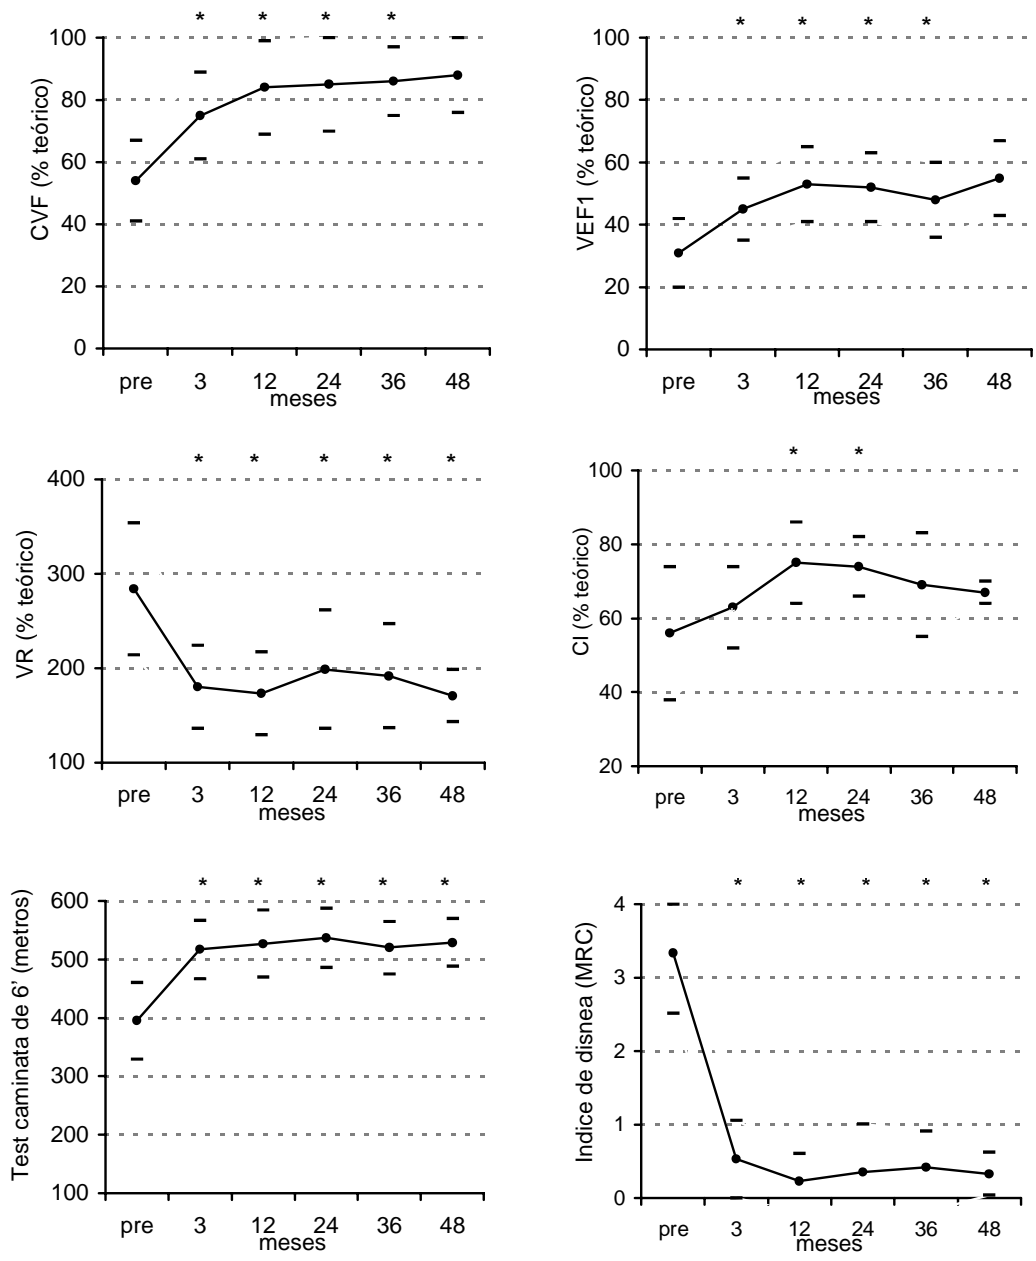 * * * *
100
80
60
40
20
0
CVF (% teórico)
pre 3 12 24 36 48
meses
* * * *
100
80
60
40
20
0
VEF1 (% teórico)
pre 3 12 24 36 48
meses
* * * * *
400
300
200
100
VR (% teórico)
pre 3 12 24 36 48
meses
* *
100
80
60
40
20
CI (% teórico)
pre 3 12 24 36 48
meses
* * * * *
600
500
400
300
200
100
Test caminata de 6' (metros)
pre 3 12 24 36 48
meses
* * * * *
4
3
2
1
0
Indice de disnea (MRC)
pre 3 12 24 36 48
meses